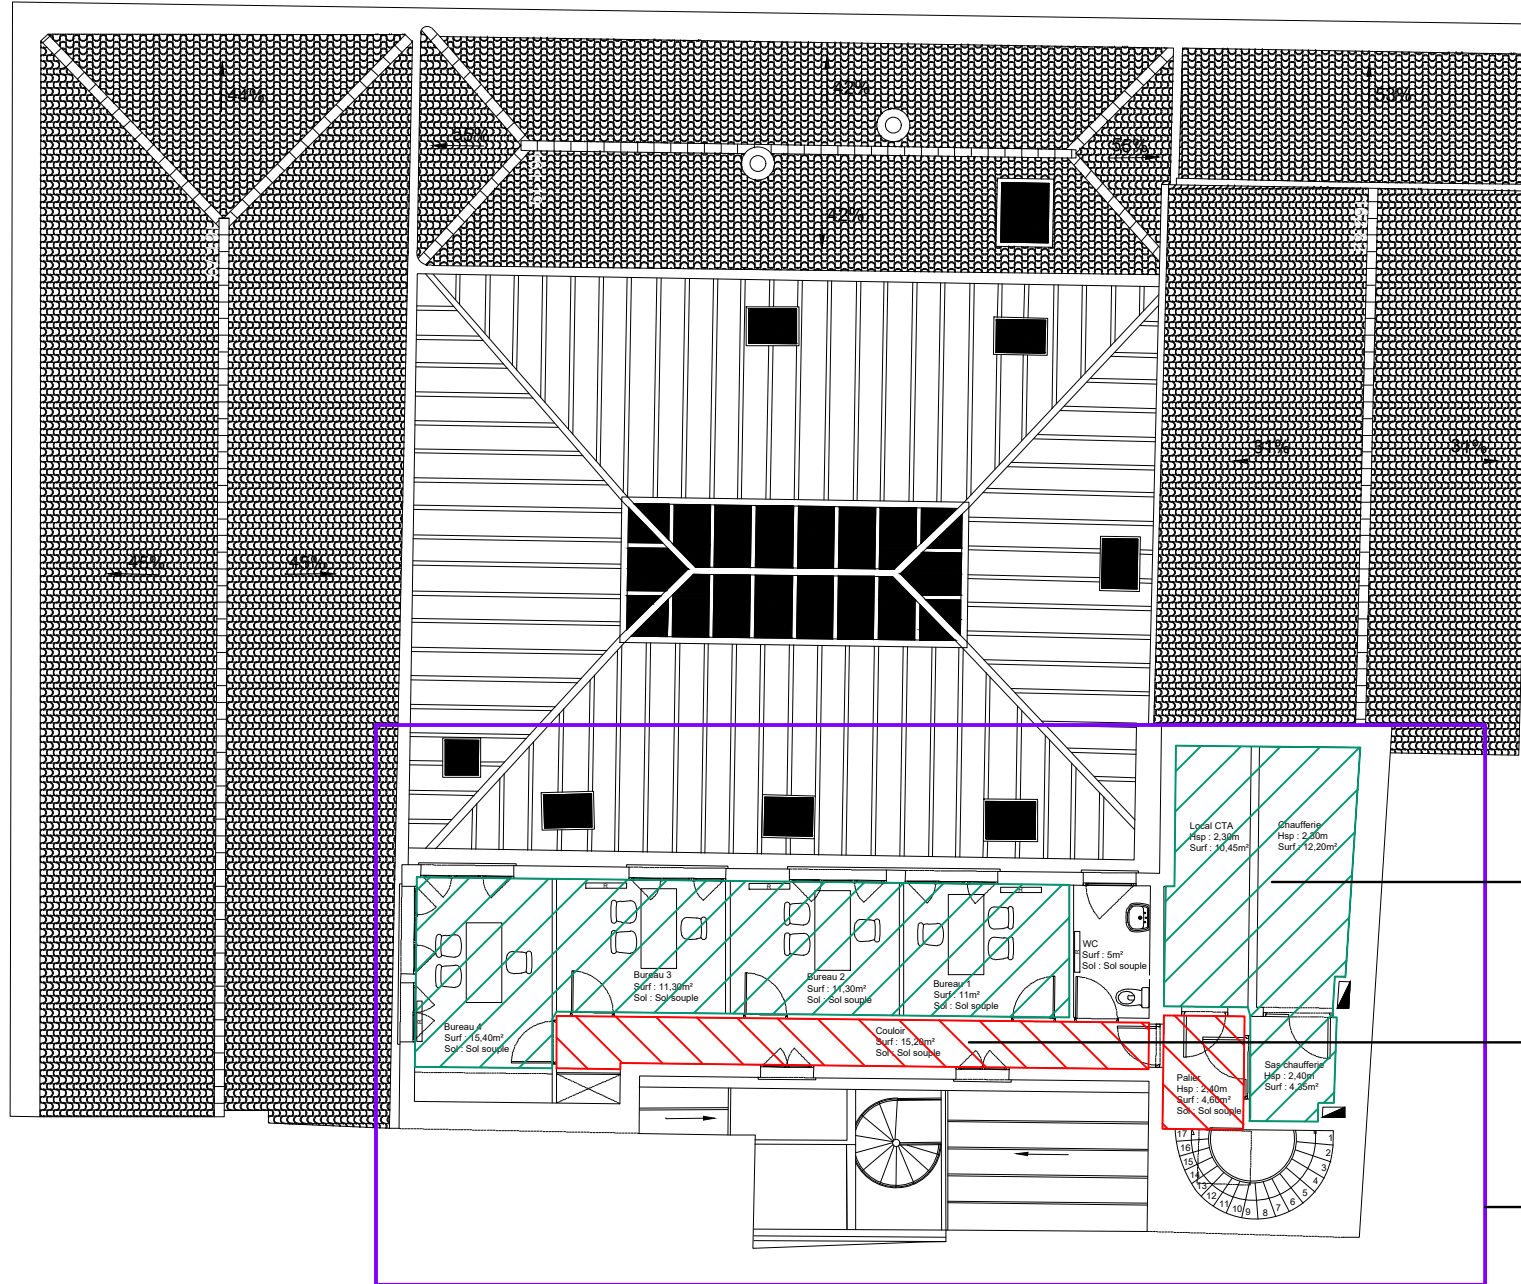 44%
42%
53%
55%
56%
42%
31%
31%
46%
45%
Local CTA
Hsp : 2,30m
Surf : 10,45m²
Chaufferie
Hsp : 2,30m
Surf : 12,20m²
WC
Surf : 5m²
Sol : Sol souple
Bureau 3
Surf : 11,30m²
Sol : Sol souple
Bureau 2
Surf : 11,30m²
Sol : Sol souple
Bureau 1
Surf : 11m²
Sol : Sol souple
Bureau 4
Surf : 15,40m²
Sol : Sol souple
Couloir
Surf : 15,20m²
Sol : Sol souple
Palier
Hsp : 2,40m
Surf : 4,60m²
Sol : Sol souple
Sas chaufferie
Hsp : 2,40m
Surf : 4,35m²
17
16
15
14
13
12
11
10
9
8
7
6
5
4
3
2
1